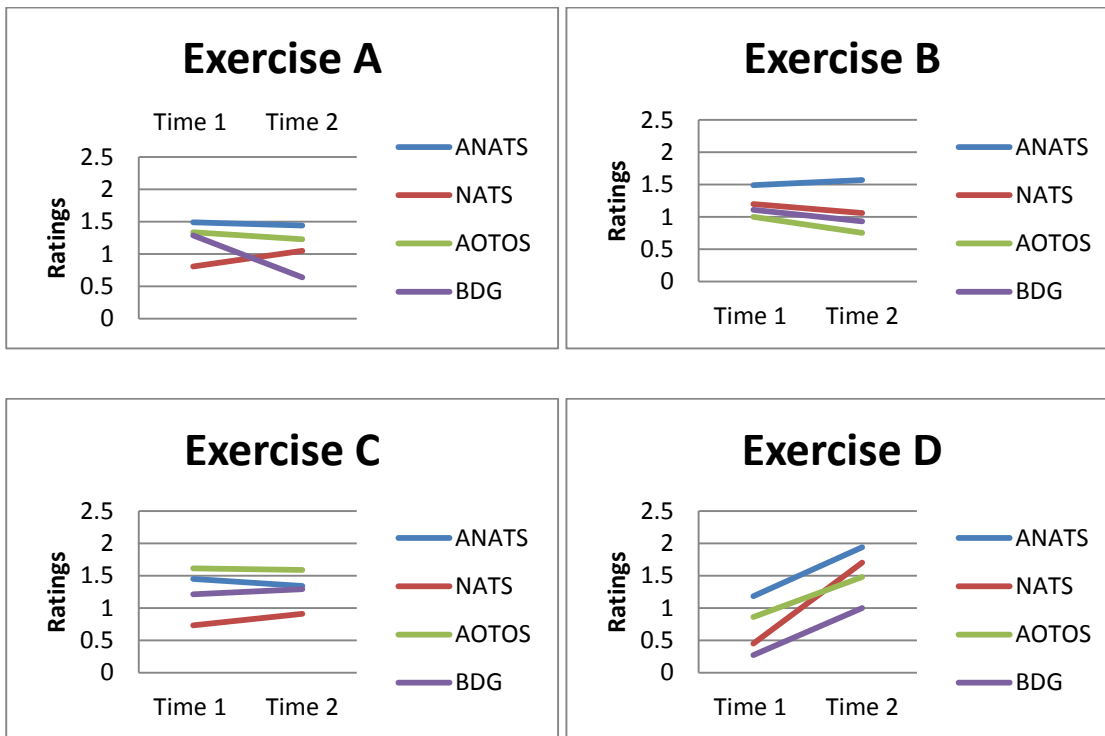 Exercise A
Time 1 Time 2
2.5
2
1.5
1
0.5
0
Ratings
ANATS
NATS
AOTOS
BDG
Exercise B
2.5
2
1.5
1
0.5
0
Ratings
Time 1 Time 2
ANATS
NATS
AOTOS
BDG
Exercise C
2.5
2
1.5
1
0.5
0
Ratings
Time 1 Time 2
ANATS
NATS
AOTOS
BDG
Exercise D
2.5
2
1.5
1
0.5
0
Ratings
Time 1 Time 2
ANATS
NATS
AOTOS
BDG